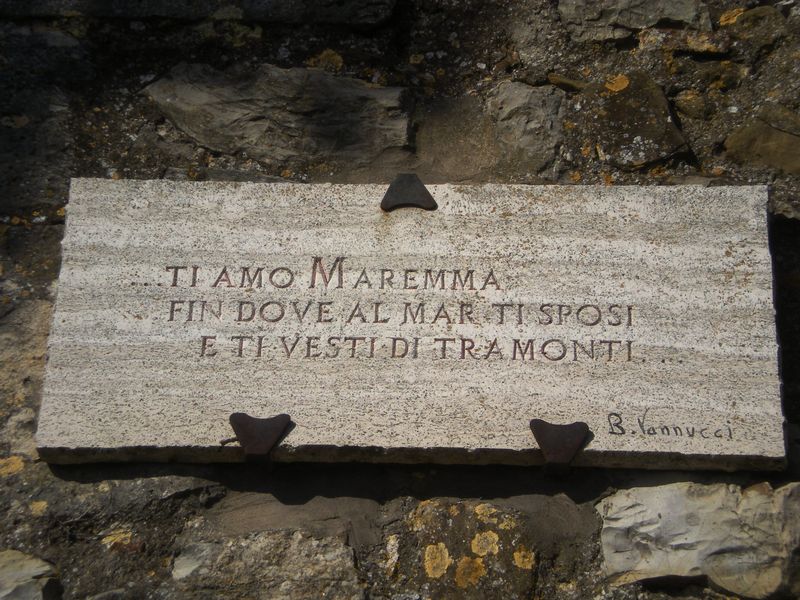 ....TI AMO MAREMMA
FIN DOVE AL MAR TI SPOSI
E TI VESTI DI TRAMONTI....
B. Vannucci